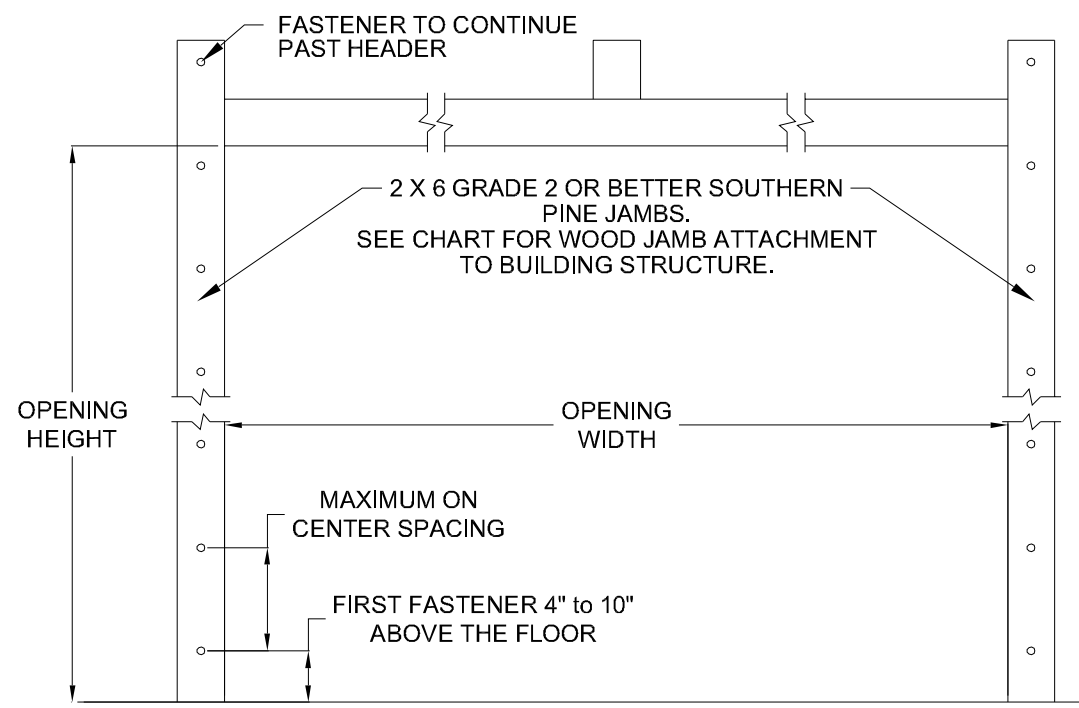 FASTENER TO CONTINUE
PAST HEADER
2 X 6 GRADE 2 OR BETTER SOUTHERN
PINE JAMBS.
SEE CHART FOR WOOD JAMB ATTACHMENT
TO BUILDING STRUCTURE.
OPENING
HEIGHT
OPENING
WIDTH
MAXIMUM ON
CENTER SPACING
FIRST FASTENER 4" to 10"
ABOVE THE FLOOR